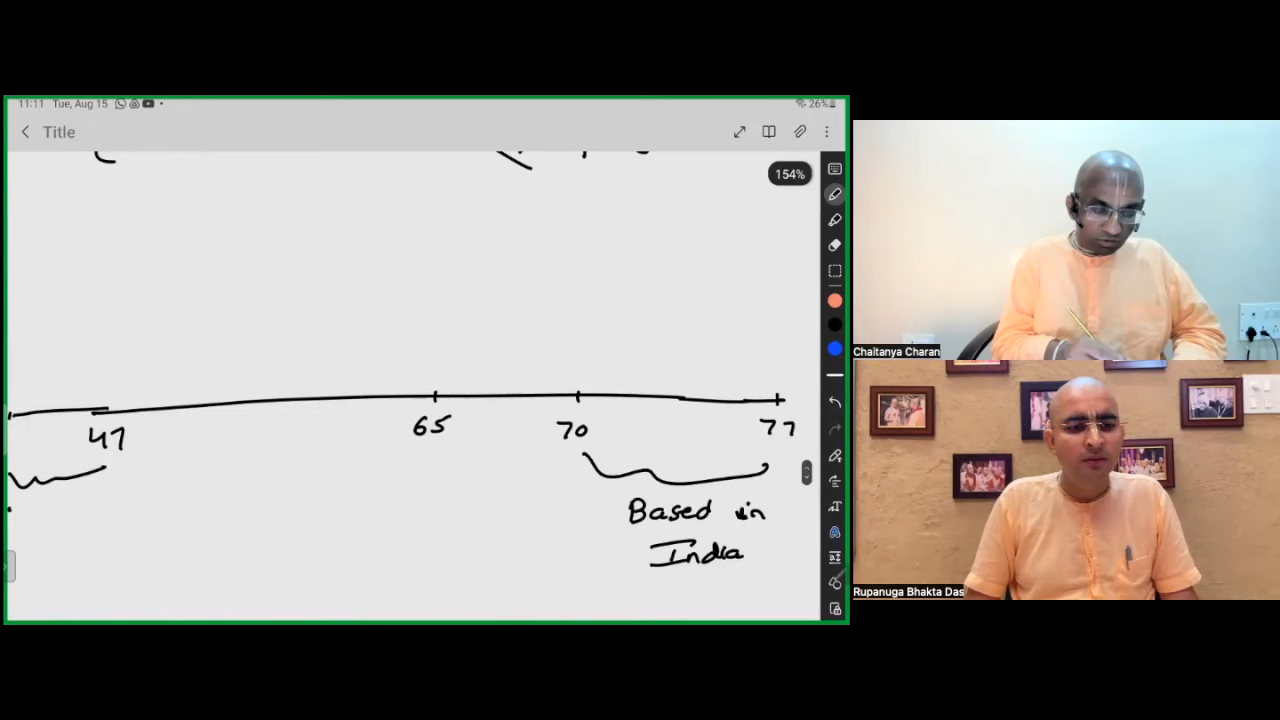 11:11 Tue, Aug 15
26%
Title
154%
47 65 70 77
Based in
India
Chaitanya Charan
Rupanuga Bhakta Das